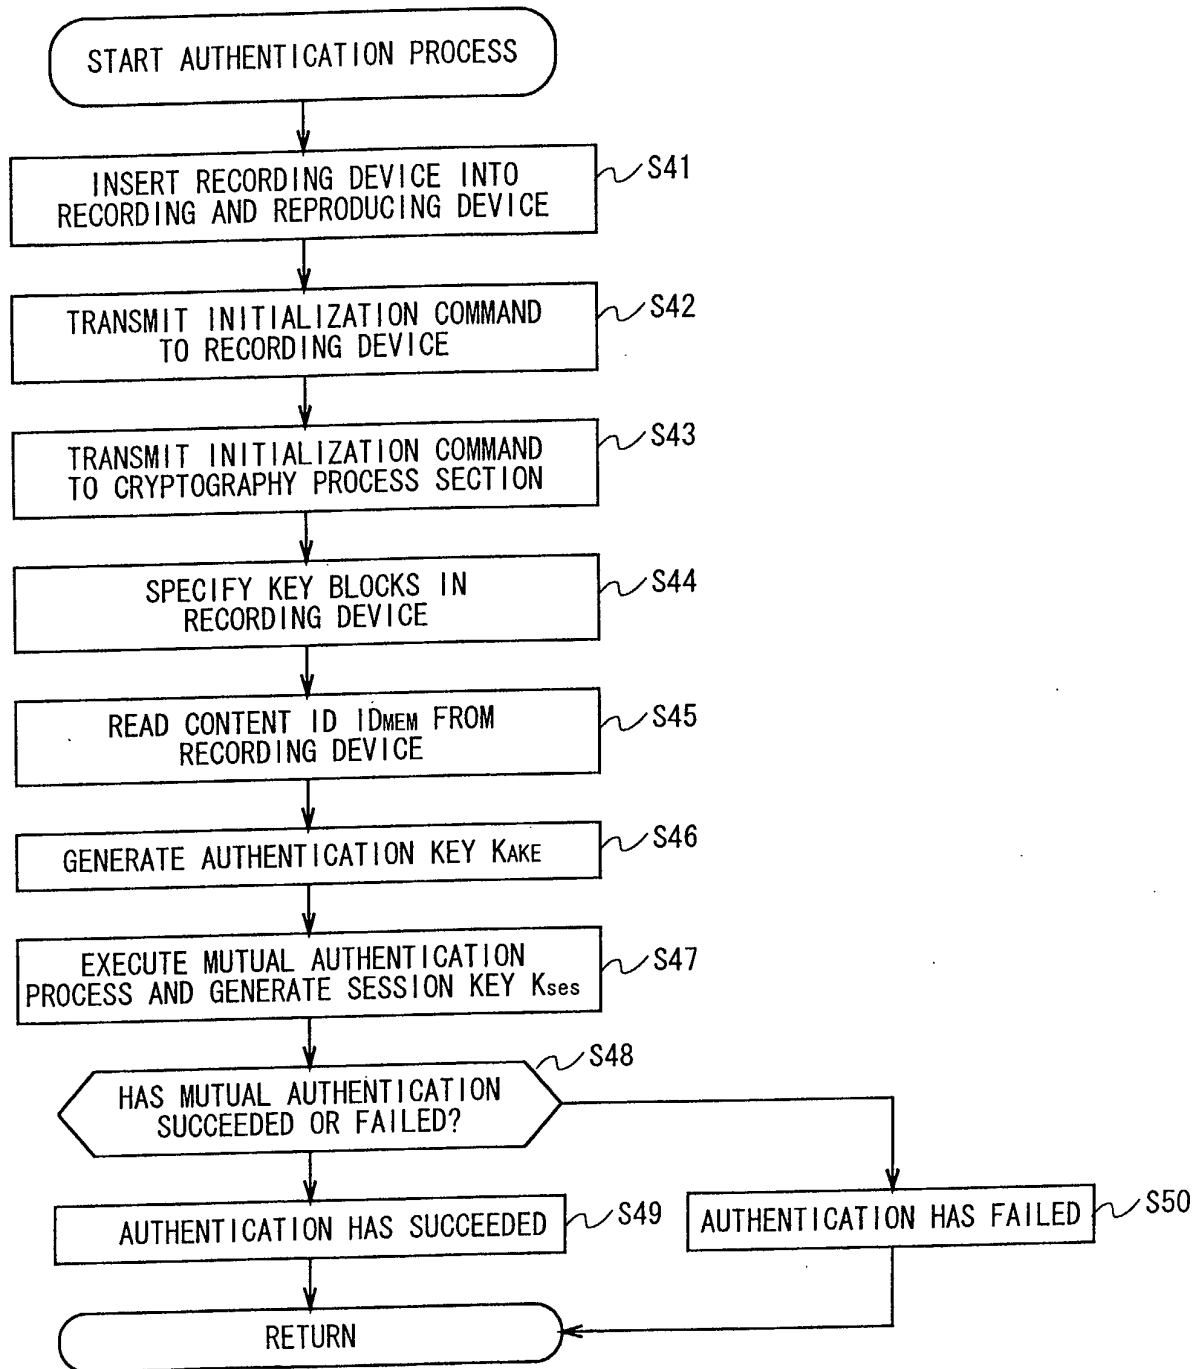 START AUTHENTICATION PROCESS
INSERT RECORDING DEVICE INTO
RECORDING AND REPRODUCING DEVICE
S41
TRANSMIT INITIALIZATION COMMAND
TO RECORDING DEVICE
S42
TRANSMIT INITIALIZATION COMMAND
TO CRYPTOGRAPHY PROCESS SECTION
S43
SPECIFY KEY BLOCKS IN
RECORDING DEVICE
S44
READ CONTENT ID IDMEM FROM
RECORDING DEVICE
S45
GENERATE AUTHENTICATION KEY KAKE
S46
EXECUTE MUTUAL AUTHENTICATION
PROCESS AND GENERATE SESSION KEY Kses
S47
HAS MUTUAL AUTHENTICATION
SUCCEEDED OR FAILED?
S48
AUTHENTICATION HAS SUCCEEDED
S49
AUTHENTICATION HAS FAILED
S50
RETURN